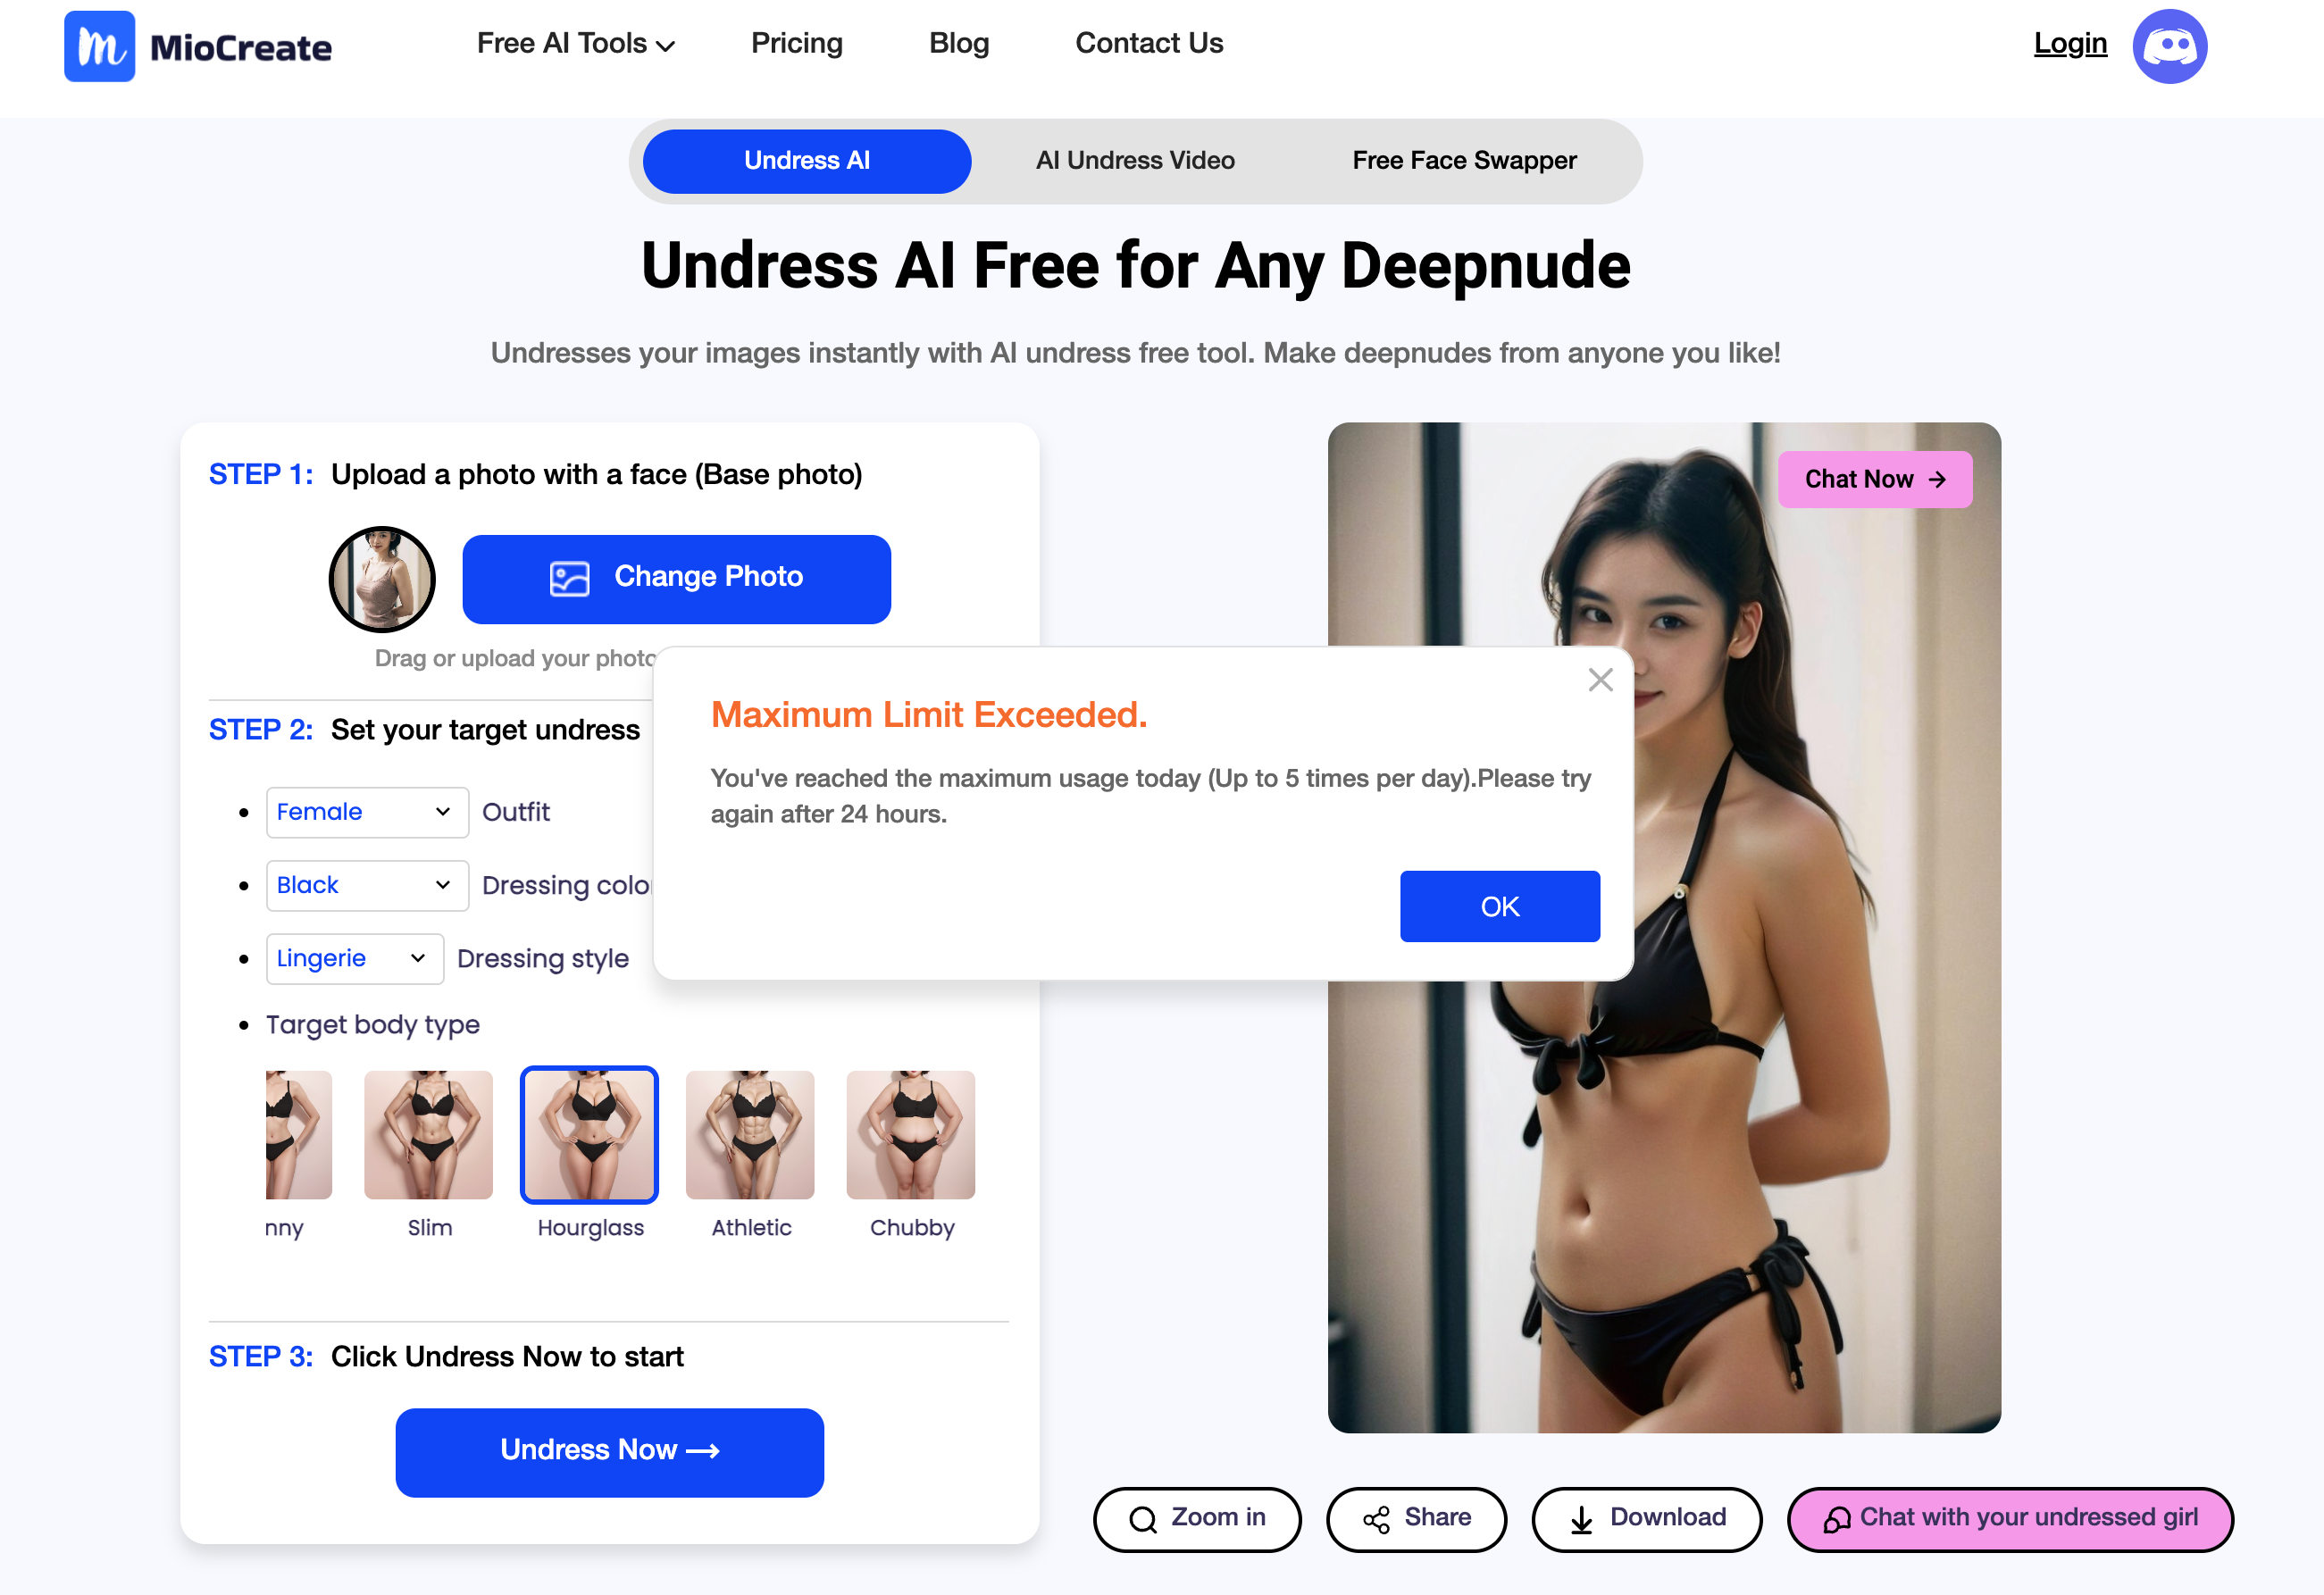 MioCreate
Free AI Tools
Pricing
Blog
Contact Us
Login
Undress AI
AI Undress Video
Free Face Swapper
Undress AI Free for Any Deepnude
Undresses your images instantly with AI undress free tool. Make deepnudes from anyone you like!
STEP 1: Upload a photo with a face (Base photo)
Change Photo
Drag or upload your photo
STEP 2: Set your target undress
Female Outfit
Black Dressing color
Lingerie Dressing style
Target body type
nny
Slim
Hourglass
Athletic
Chubby
STEP 3: Click Undress Now to start
Undress Now
Chat Now
Maximum Limit Exceeded.
You've reached the maximum usage today (Up to 5 times per day).Please try
again after 24 hours.
OK
Zoom in
Share
Download
Chat with your undressed girl